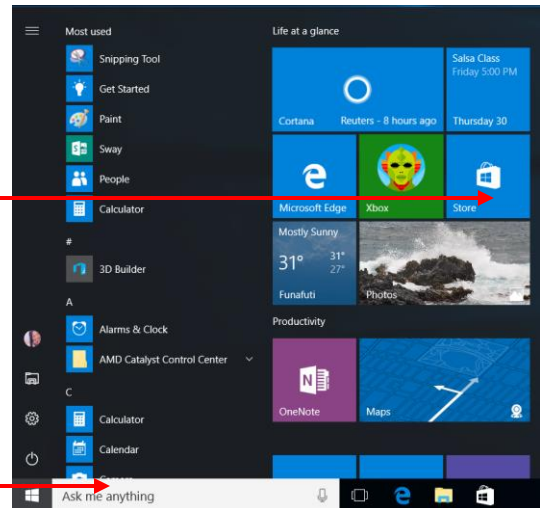 Most used
Snipping Tool
Get Started
Paint
Sway
People
Calculator
#
3D Builder
A
Alarms & Clock
AMD Catalyst Control Center
C
Calculator
Calendar
Life at a glance
Salsa Class
Friday 5:00 PM
Cortana
Reuters - 8 hours ago
Thursday 30
Microsoft Edge
Xbox
Store
Mostly Sunny
31°
31°
27°
Funafuti
Photos
Productivity
N
OneNote
Maps
Ask me anything